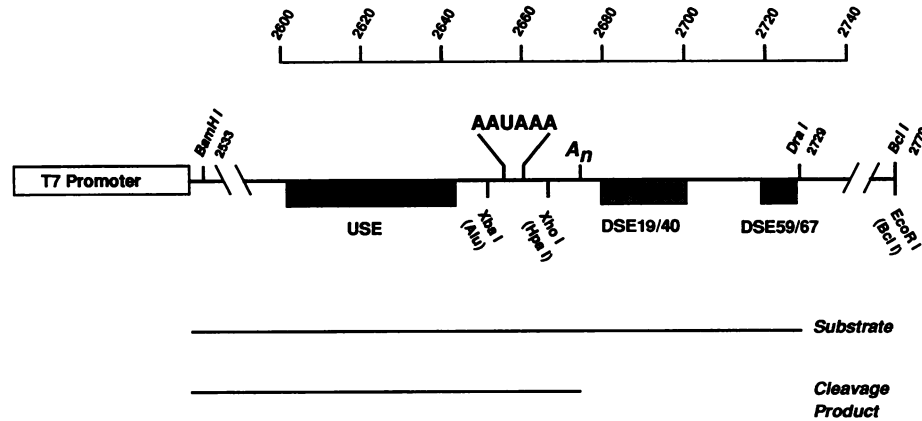 2600 2620 2640 2660 2680 2700 2720 2740
AAUAAA
BamH I
2533
An
Dra I
2729
Bcl I
T7 Promoter
USE
Xba I
(Alu)
Xho I
(Hpa I)
DSE19/40
DSE59/67
EcoR I
(Bcl I)
Substrate
Cleavage
Product